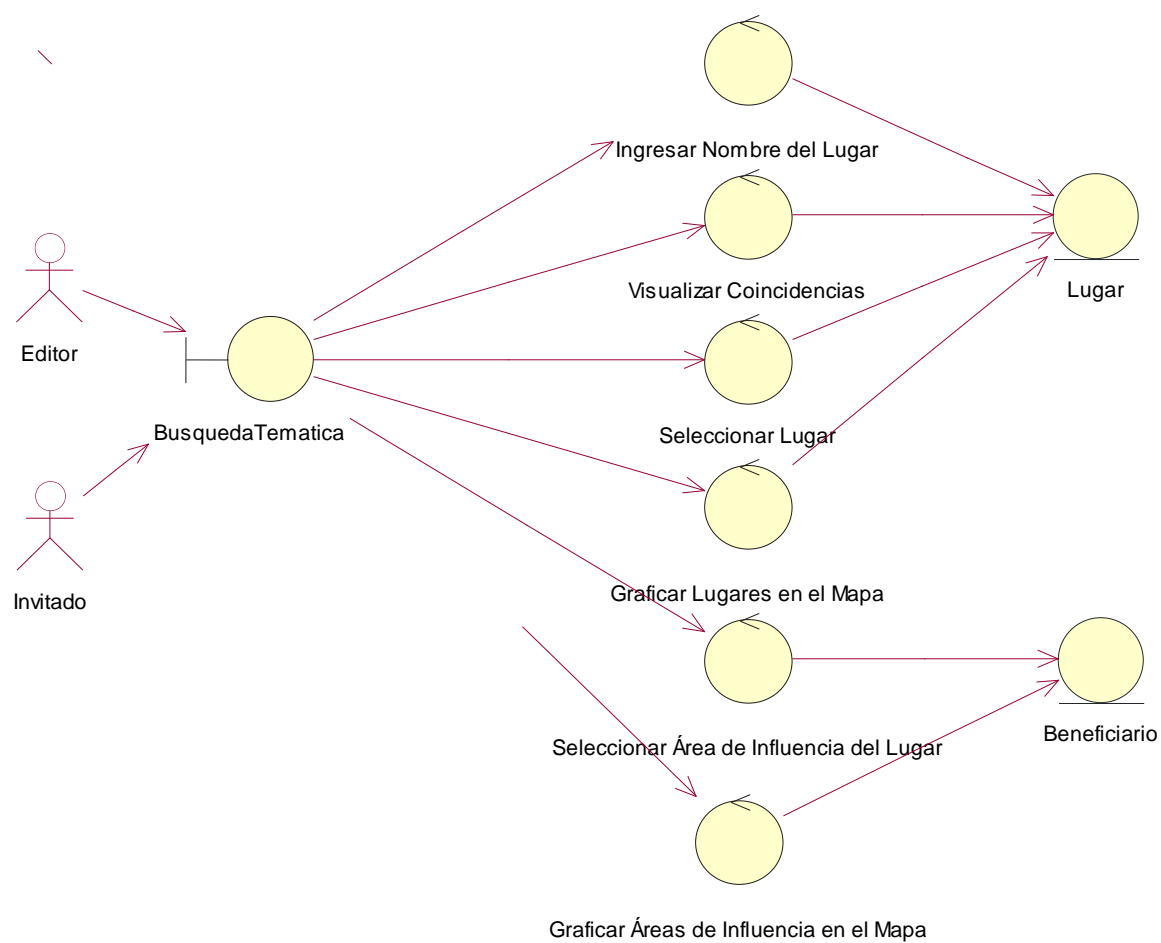 Ingresar Nombre del Lugar
Visualizar Coincidencias
Lugar
Editor
BusquedaTematica
Seleccionar Lugar
Invitado
Graficar Lugares en el Mapa
Seleccionar Área de Influencia del Lugar
Beneficiario
Graficar Áreas de Influencia en el Mapa